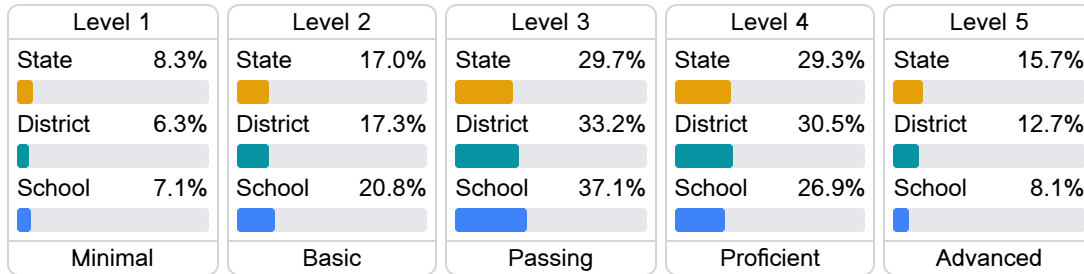 Level 1
State 8.3%
District 6.3%
School 7.1%
Minimal
Level 2
State 17.0%
District 17.3%
School 20.8%
Basic
Level 3
State 29.7%
District 33.2%
School 37.1%
Passing
Level 4
State 29.3%
District 30.5%
School 26.9%
Proficient
Level 5
State 15.7%
District 12.7%
School 8.1%
Advanced